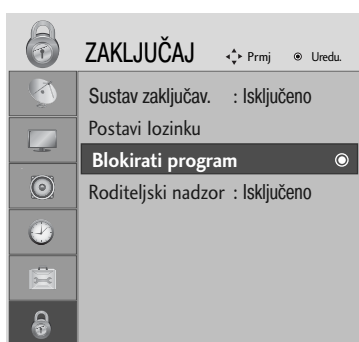 ZAKLJUČAJ Prmj Uredu.
Sustav zaključav. : Isključeno
Postavi lozinku
Blokirati program
Roditeljski nadzor : Isključeno